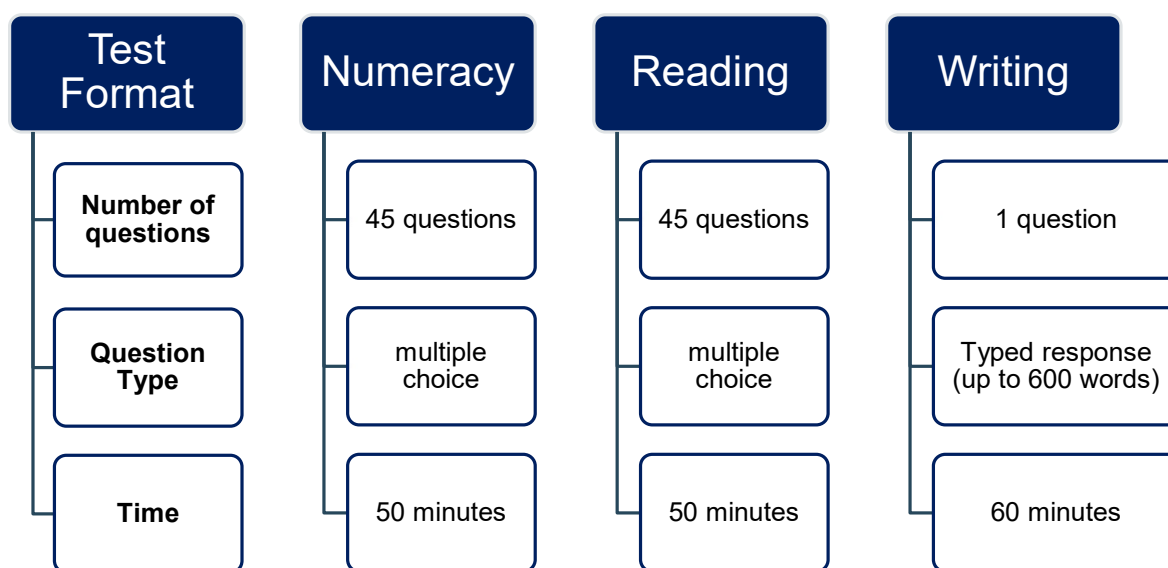 Test
Format
Number of
questions
Question
Type
Time
Numeracy
45 questions
multiple
choice
50 minutes
Reading
45 questions
multiple
choice
50 minutes
Writing
1 question
Typed response
(up to 600 words)
60 minutes